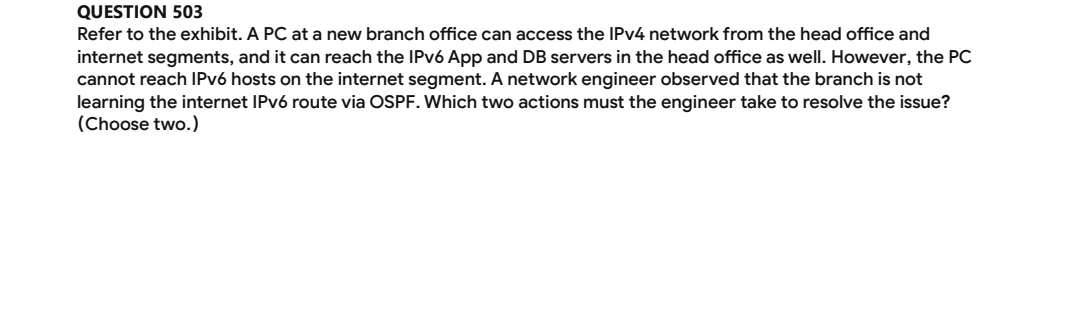 QUESTION 503
Refer to the exhibit. A PC at a new branch office can access the IPv4 network from the head office and
internet segments, and it can reach the IPv6 App and DB servers in the head office as well. However, the PC
cannot reach IPv6 hosts on the internet segment. A network engineer observed that the branch is not
learning the internet IPv6 route via OSPF. Which two actions must the engineer take to resolve the issue?
(Choose two.)